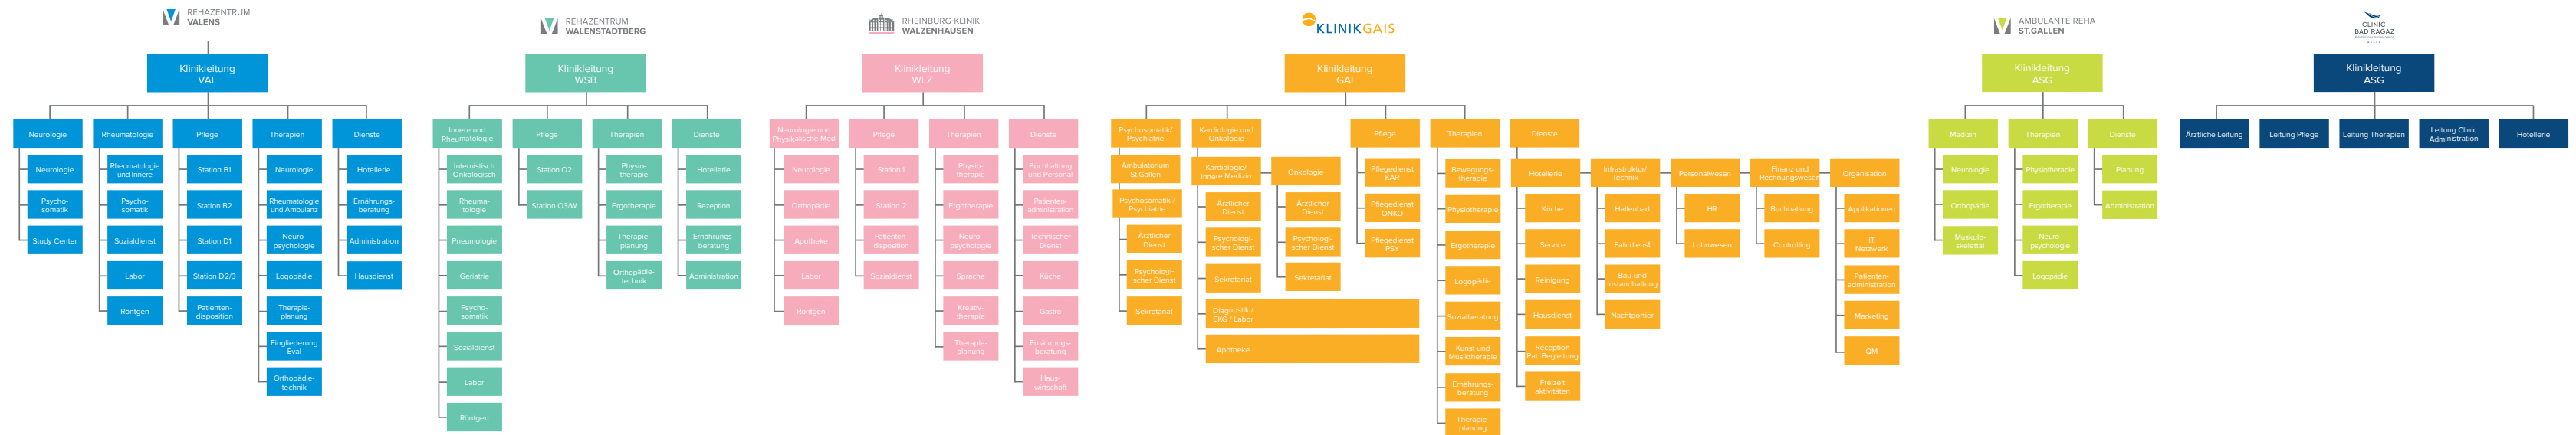 REHAZENTRUM
VALENS
Klinikleitung
VAL
Neurologie
Neurologie
Psycho-
somatik
Study Center
Rheumatologie
Rheumatologie
und Innere
Psycho-
somatik
Sozialdienst
Labor
Röntgen
Pflege
Station B1
Station B2
Station D1
Station D2/3
Patienten-
disposition
Therapien
Neurologie
Rheumatologie
und Ambulanz
Neuro-
psychologie
Logopädie
Therapie-
planung
Eingliederung
Eval
Orthopädie-
technik
Dienste
Hotellerie
Ernährungs-
beratung
Administration
Hausdienst
REHAZENTRUM
WALENSTADTBERG
Klinikleitung
WSB
Innere und
Rheumatologie
Internistisch
Onkologisch
Rheuma-
tologie
Pneumologie
Geriatrie
Psycho-
somatik
Sozialdienst
Labor
Röntgen
Pflege
Station O2
Station O3/W
Therapien
Physio-
therapie
Ergotherapie
Therapie-
planung
Orthopädie-
technik
Dienste
Hotellerie
Rezeption
Ernährungs-
beratung
Administration
RHEINBURG-KLINIK
WALZENHAUSEN
Klinikleitung
WLZ
Neurologie und
Physikalische Med
Neurologie
Orthopädie
Apotheke
Labor
Röntgen
Pflege
Station 1
Station 2
Patienten-
disposition
Sozialdienst
Therapien
Physio-
therapie
Ergotherapie
Neuro-
psychologie
Sprache
Kreativ-
therapie
Therapie-
planung
Dienste
Buchhaltung
und Personal
Patienten-
administration
Technischer
Dienst
Küche
Gastro
Ernährungs-
beratung
Haus-
wirtschaft
KLINIKGAIS
Klinikleitung
GAI
Psychosomatik/
Psychiatrie
Ambulatorium
St.Gallen
Psychosomatik /
Psychiatrie
Ärztlicher
Dienst
Psychologi-
scher Dienst
Sekretariat
Kardiologie und
Onkologie
Kardiologie/
Innere Medizin
Ärztlicher
Dienst
Psychologi-
scher Dienst
Sekretariat
Onkologie
Ärztlicher
Dienst
Psychologi-
scher Dienst
Sekretariat
Diagnostik /
EKG / Labor
Apotheke
Pflege
Pflegedienst
KAR
Pflegedienst
ONKO
Pflegedienst
PSY
Therapien
Bewegungs-
therapie
Physiotherapie
Ergotherapie
Logopädie
Sozialberatung
Kunst und
Musiktherapie
Ernährungs-
beratung
Therapie-
planung
Dienste
Hotellerie
Küche
Service
Reinigung
Hausdienst
Réception
Pat. Begleitung
Freizeit
aktivitäten
Infrastruktur/
Technik
Hallenbad
Fahrdiensf
Bau und
Instandhaltung
Nachtportier
Personalwesen
HR
Lohnwesen
Finanz und
Rechnungswesen
Buchhaltung
Controlling
Organisation
Applikationen
IT
Netzwerk
Patienten-
administration
Marketing
QM
AMBULANTE REHA
ST.GALLEN
Klinikleitung
ASG
Medizin
Neurologie
Orthopädie
Muskulo-
skelettal
Therapien
Physiotherapie
Ergotherapie
Neuro-
psychologie
Logopädie
Dienste
Planung
Administration
CLINIC
BAD RAGAZ
Klinikleitung
ASG
Ärztliche Leitung
Leitung Pflege
Leitung Therapien
Leitung Clinic
Administration
Hotellerie